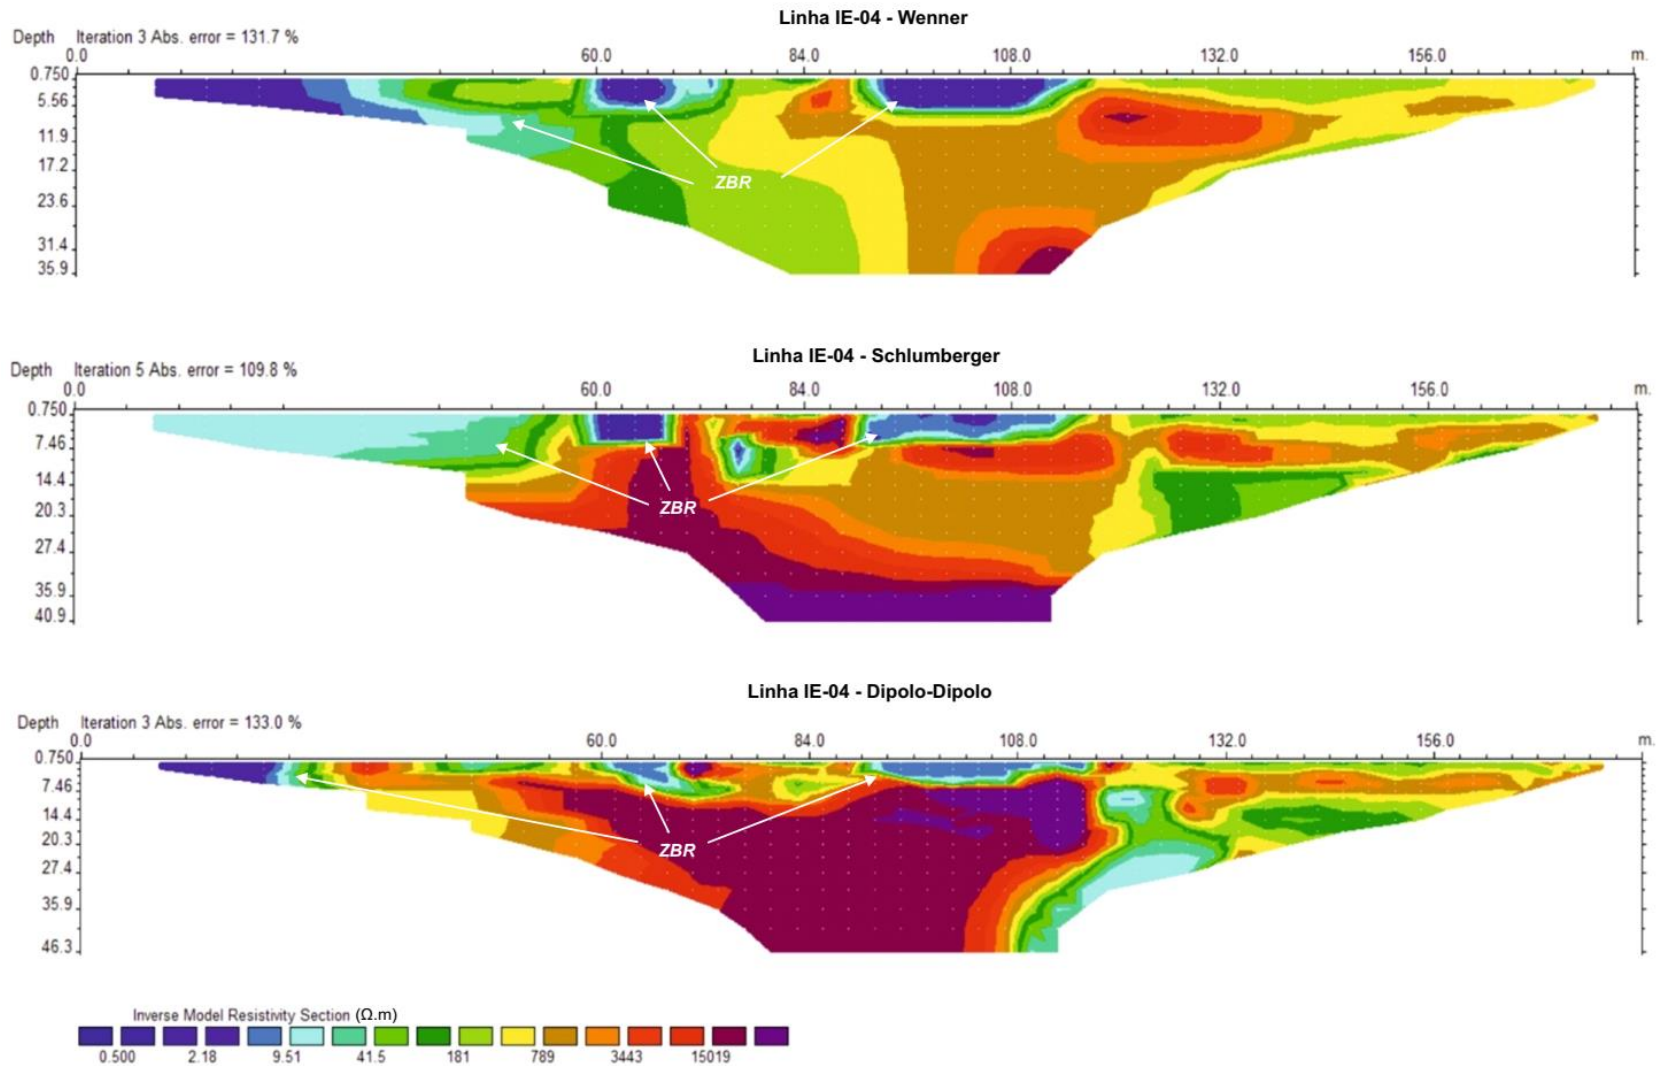 Linha IE-04 - Wenner
Depth Iteration 3 Abs. error = 131.7 %
0.0 60.0 84.0 108.0 132.0 156.0 m.
0.750
5.56
11.9
17.2
23.6
31.4
35.9
ZBR
Linha IE-04 - Schlumberger
Depth Iteration 5 Abs. error = 109.8 %
0.0 60.0 84.0 108.0 132.0 156.0 m.
0.750
7.46
14.4
20.3
27.4
35.9
40.9
ZBR
Linha IE-04 - Dipolo-Dipolo
Depth Iteration 3 Abs. error = 133.0 %
0.0 60.0 84.0 108.0 132.0 156.0 m.
0.750
7.46
14.4
20.3
27.4
35.9
46.3
ZBR
Inverse Model Resistivity Section (Ω.m)
0.500 2.18 9.51 41.5 181 789 3443 15019